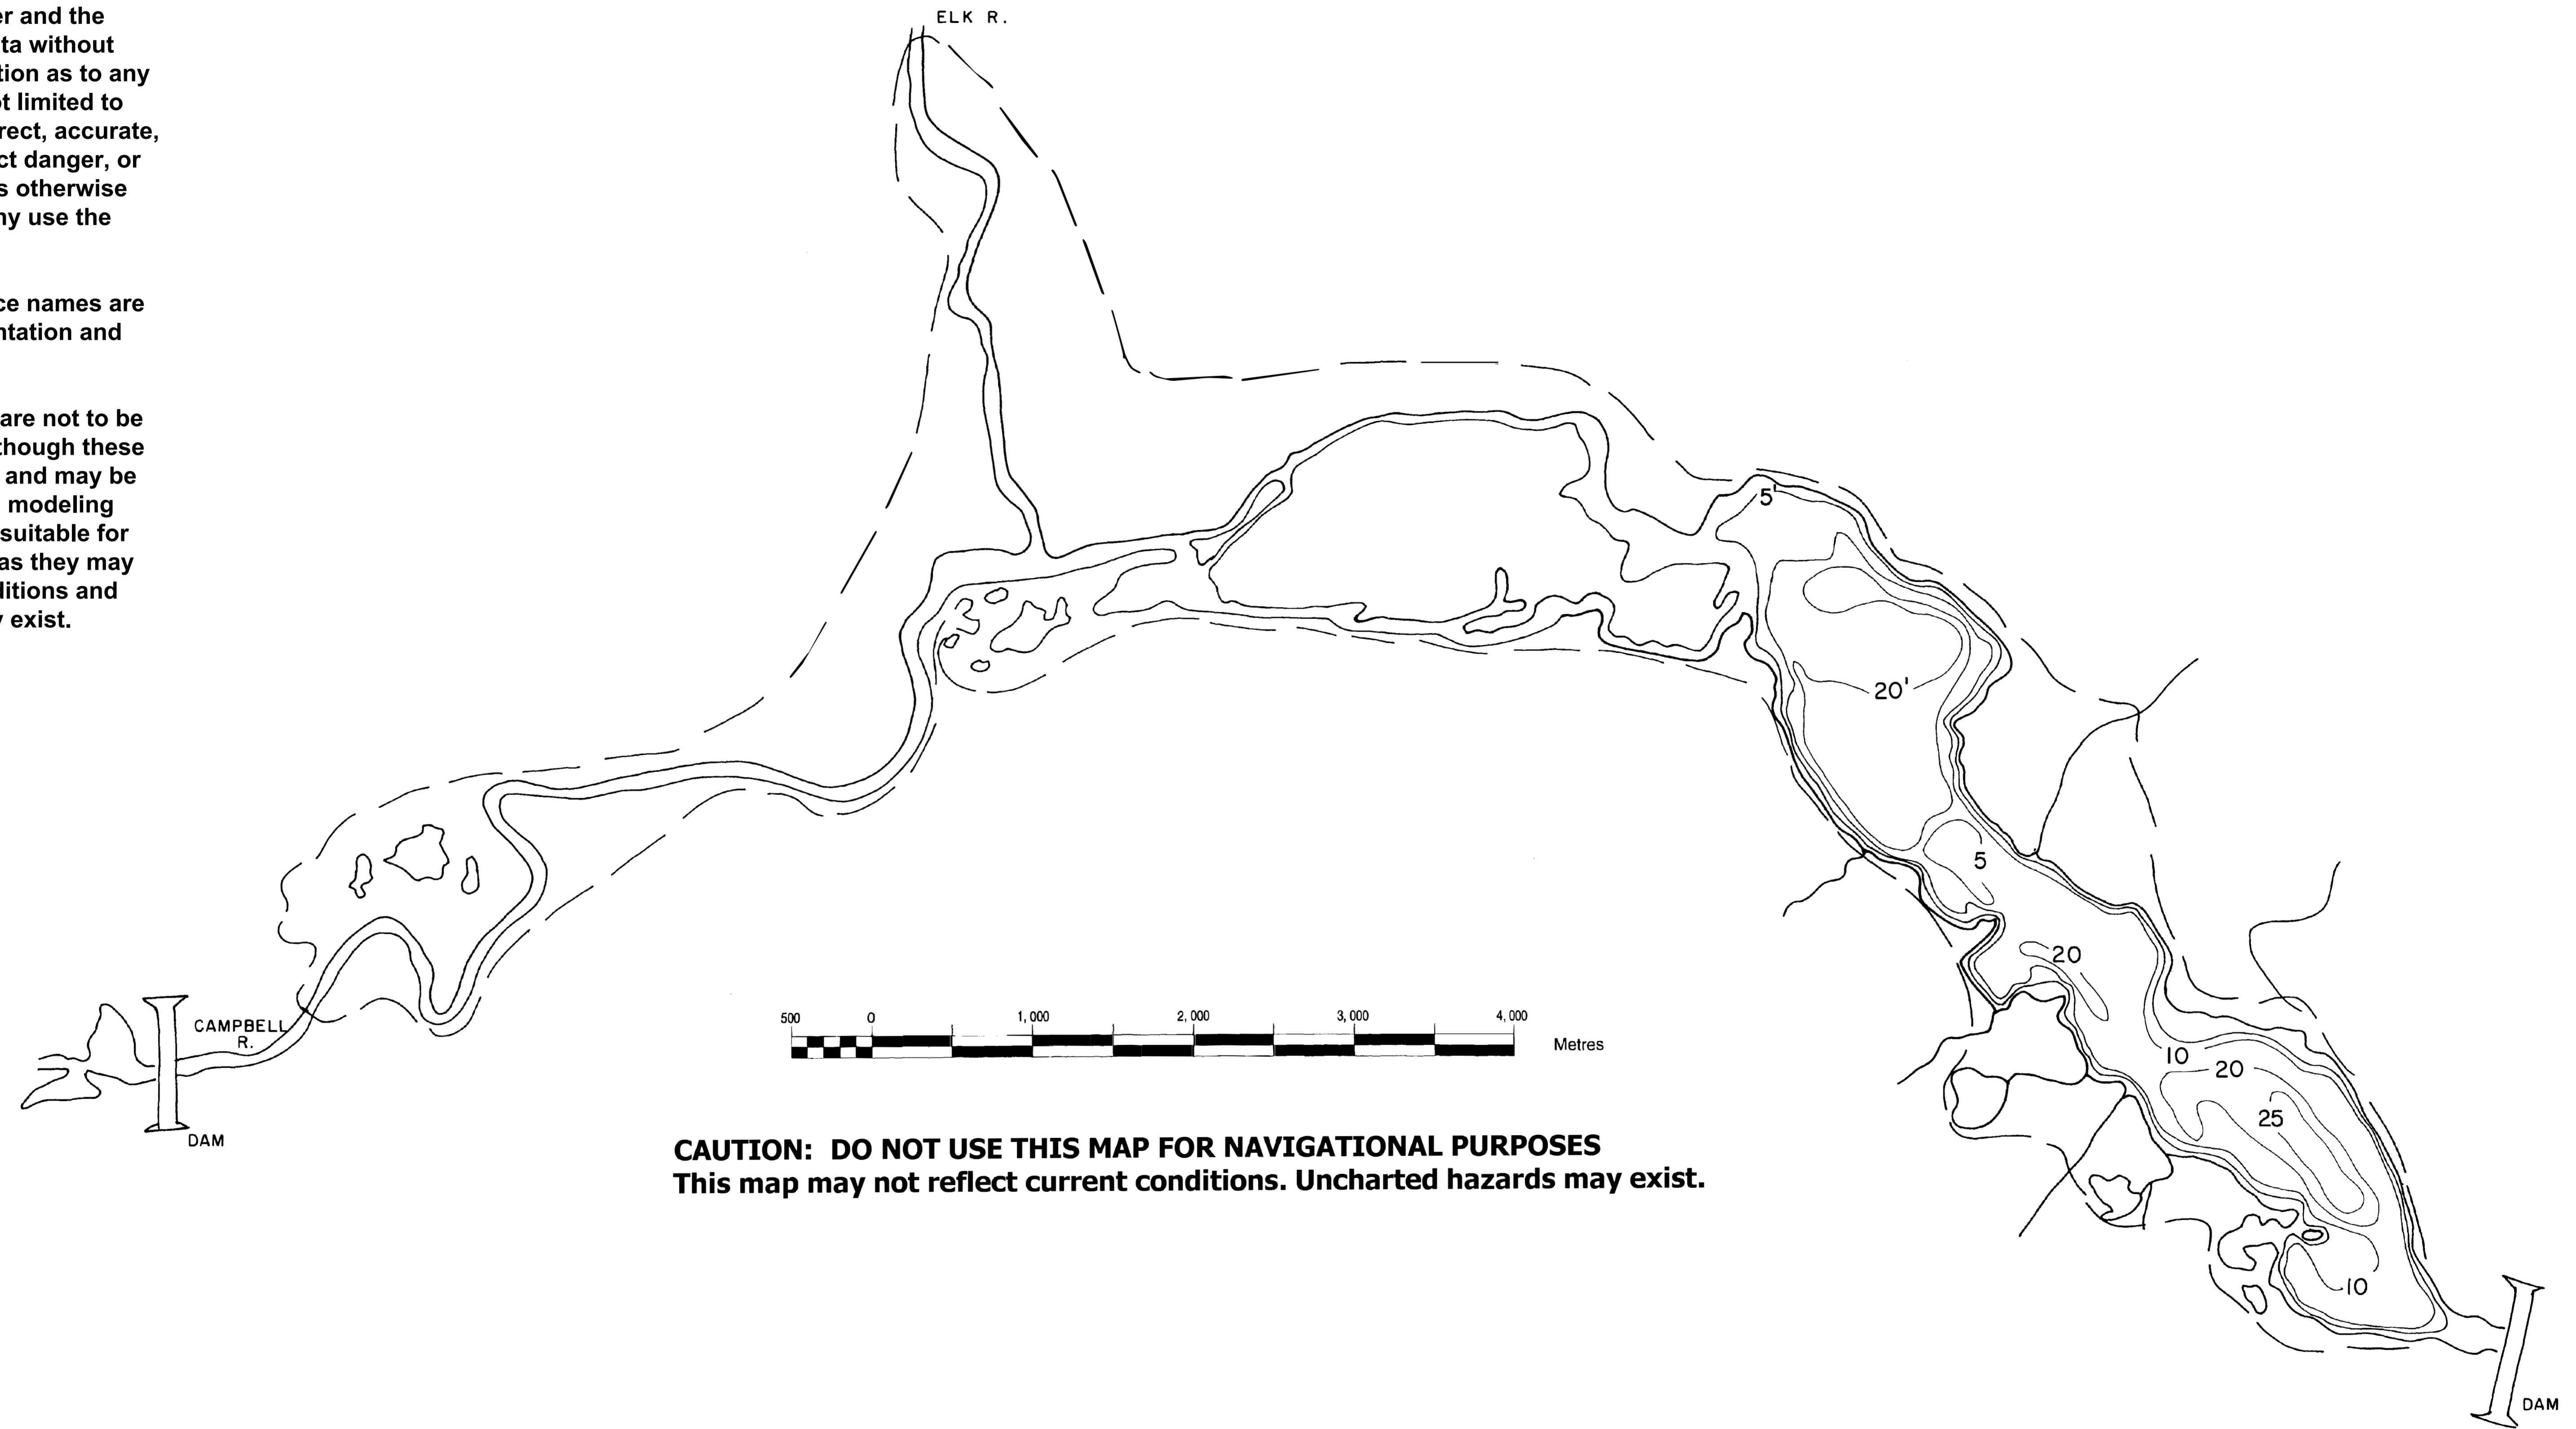 er and the
ta without
tion as to any
ot limited to
rect, accurate,
ct danger, or
s otherwise
ny use the
ce names are
ntation and
are not to be
though these
and may be
modeling
suitable for
as they may
ditions and
y exist.
ELK R.
5'
20'
5
20
10
20
25
10
CAMPBELL
R.
DAM
500 0 1,000 2,000 3,000 4,000
Metres
CAUTION: DO NOT USE THIS MAP FOR NAVIGATIONAL PURPOSES
This map may not reflect current conditions. Uncharted hazards may exist.
DAM